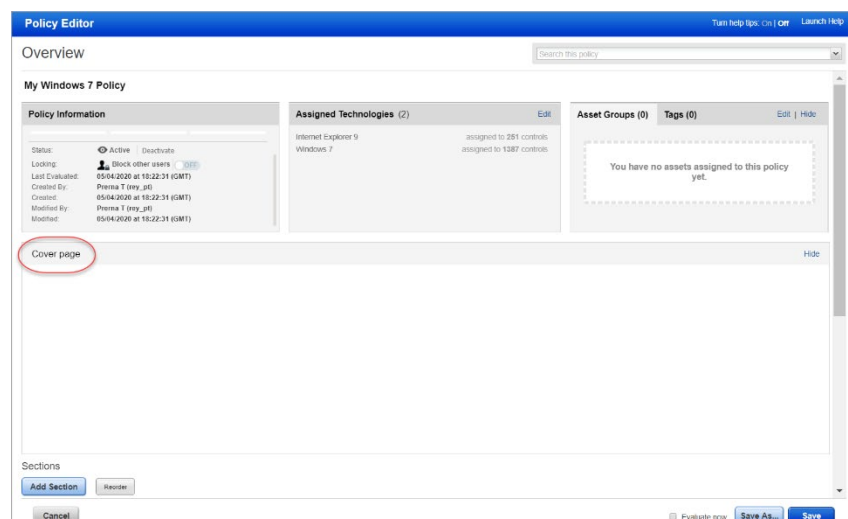 Policy Editor
Turn help tips: On | Off Launch Help
Overview
Search this policy
My Windows 7 Policy
Policy Information
Assigned Technologies (2) Edit
Asset Groups (0) Tags (0) Edit | Hide
Status: Active | Deactivate
Locking: Block other users OFF
Last Evaluated: 05/04/2020 at 18:22:31 (GMT)
Created By: Prerna T (rey_pt)
Created: 05/04/2020 at 18:22:31 (GMT)
Modified By: Prerna T (rey_pt)
Modified: 05/04/2020 at 18:22:31 (GMT)
Internet Explorer 9 assigned to 251 controls
Windows 7 assigned to 1387 controls
You have no assets assigned to this policy
yet.
Cover page Hide
Sections
Add Section Reorder
Cancel Evaluate now Save As... Save